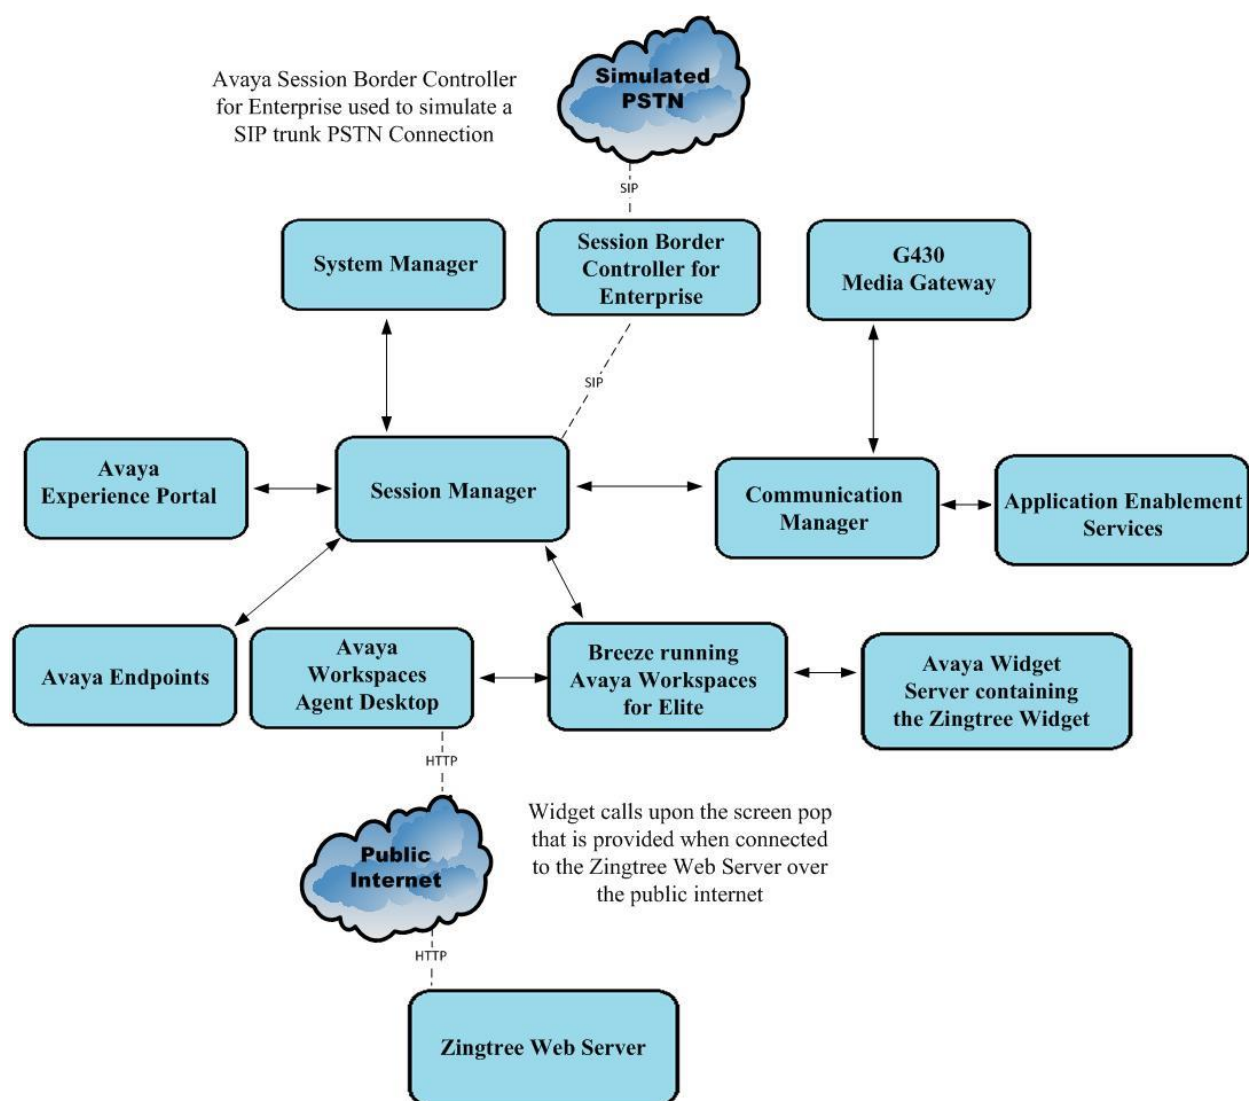 Simulated
PSTN
Avaya Session Border Controller
for Enterprise used to simulate a
SIP trunk PSTN Connection
SIP
System Manager
Session Border
Controller for
Enterprise
G430
Media Gateway
SIP
Avaya
Experience Portal
Session Manager
Communication
Manager
Application Enablement
Services
Avaya Endpoints
Avaya
Workspaces
Agent Desktop
Breeze running
Avaya Workspaces
for Elite
Avaya Widget
Server containing
the Zingtree Widget
HTTP
Public
Internet
Widget calls upon the screen pop
that is provided when connected
to the Zingtree Web Server over
the public internet
HTTP
Zingtree Web Server